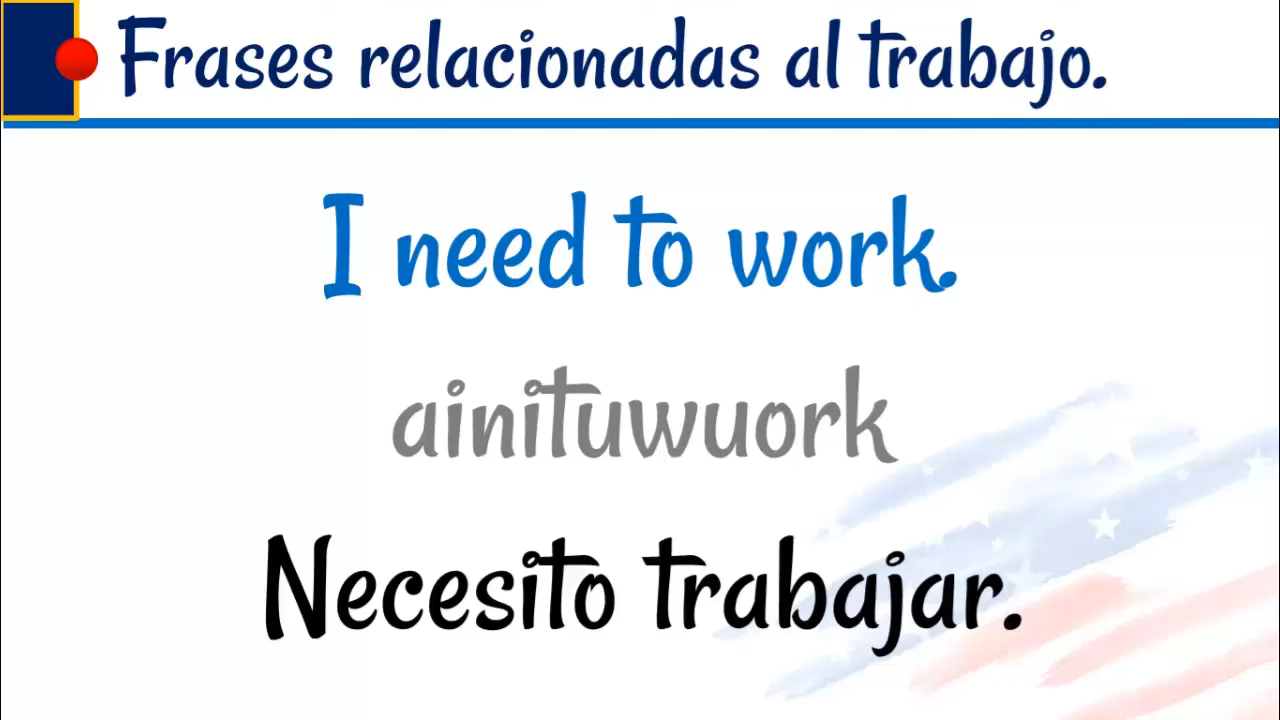 Frases relacionadas al trabajo.
I need to work.
ainituwuork
Necesito trabajar.